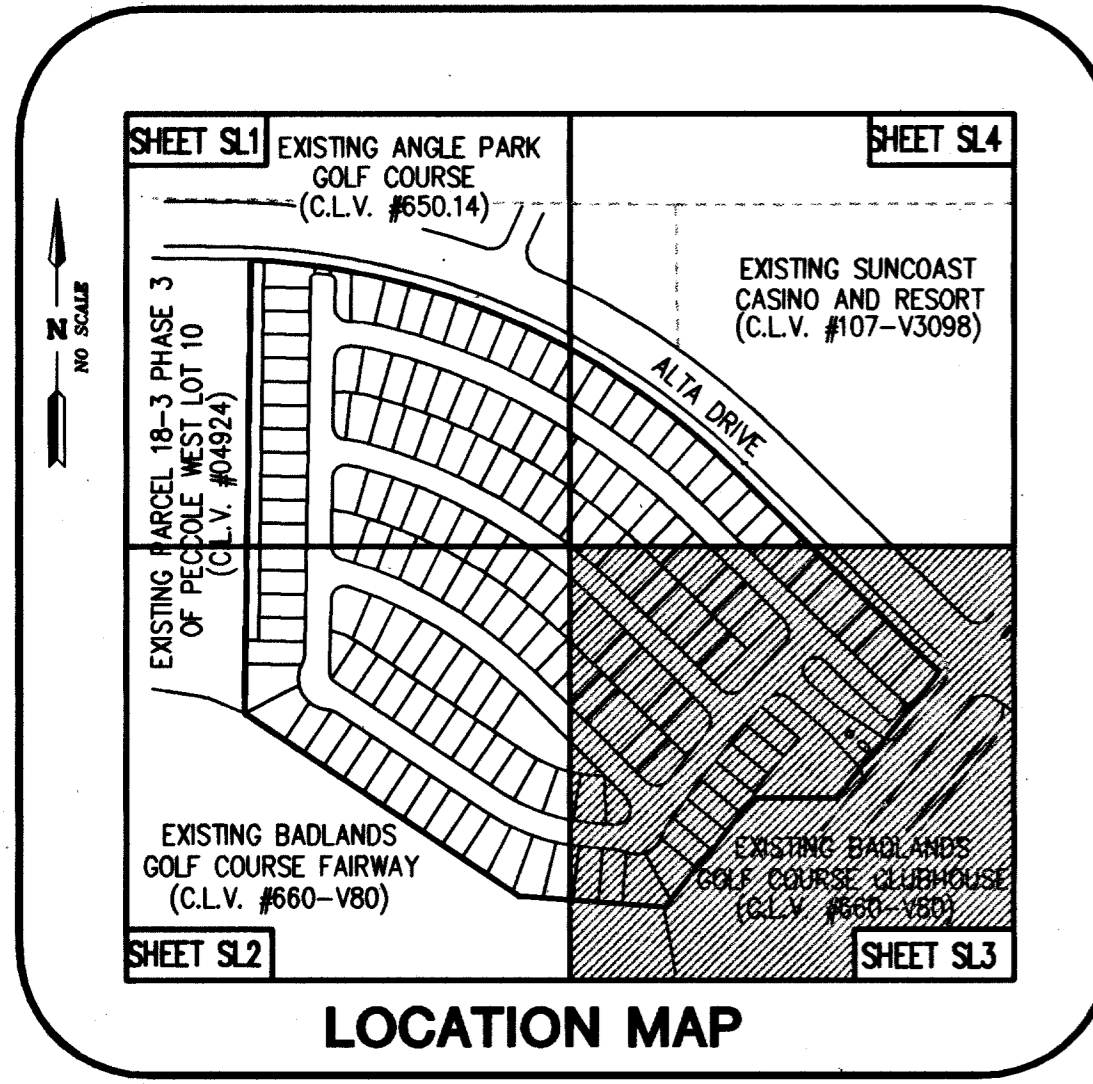 SHEET SL1
EXISTING ANGLE PARK
GOLF COURSE
(C.L.V. #650.14)
SHEET SL4
EXISTING SUNCOAST
CASINO AND RESORT
(C.L.V. #107-V3098)
N
NO SCALE
EXISTING PARCEL 18-3 PHASE 3
OF PECCOLE WEST LOT 10
(C.L.V. #04924)
ALTA DRIVE
EXISTING BADLANDS
GOLF COURSE FAIRWAY
(C.L.V. #660-V80)
EXISTING BADLANDS
GOLF COURSE CLUBHOUSE
(C.L.V. #660-V80)
SHEET SL2
SHEET SL3
LOCATION MAP